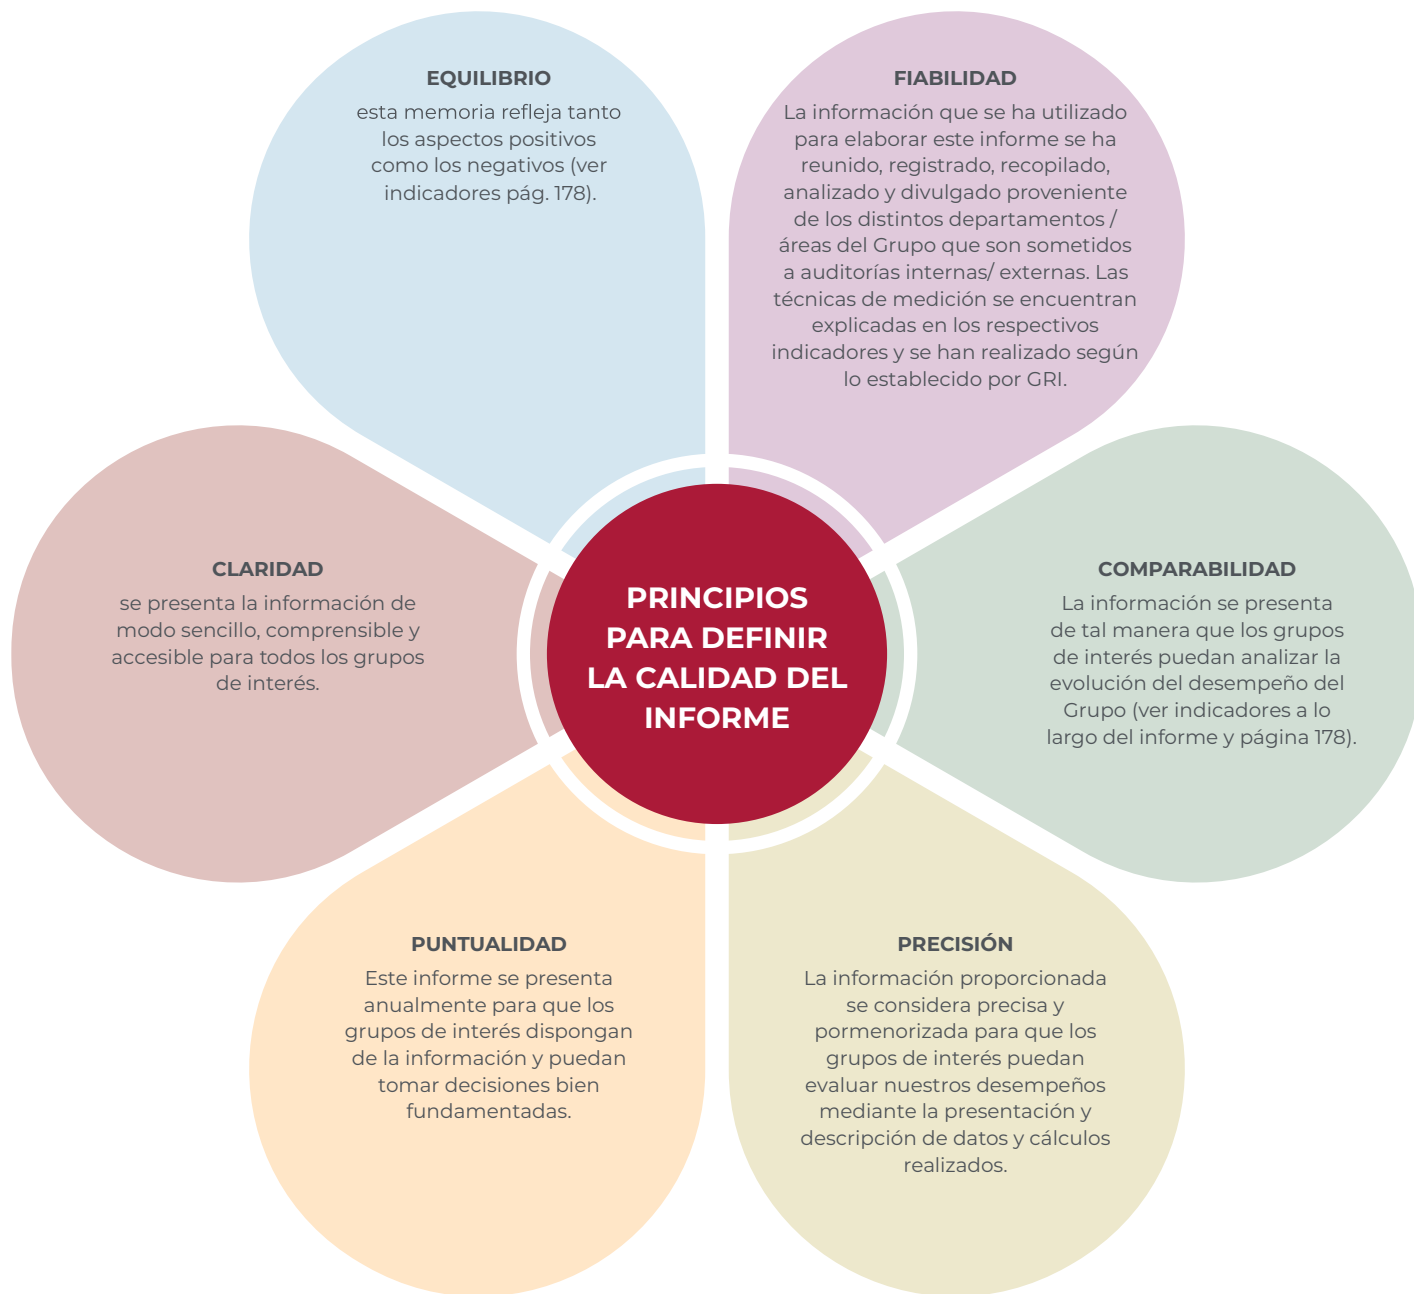 EQUILIBRIO
esta memoria refleja tanto
los aspectos positivos
como los negativos (ver
indicadores pág. 178).
FIABILIDAD
La información que se ha utilizado
para elaborar este informe se ha
reunido, registrado, recopilado,
analizado y divulgado proveniente
de los distintos departamentos /
áreas del Grupo que son sometidos
a auditorías internas/ externas. Las
técnicas de medición se encuentran
explicadas en los respectivos
indicadores y se han realizado según
lo establecido por GRI.
CLARIDAD
se presenta la información de
modo sencillo, comprensible y
accesible para todos los grupos
de interés.
PRINCIPIOS
PARA DEFINIR
LA CALIDAD DEL
INFORME
COMPARABILIDAD
La información se presenta
de tal manera que los grupos
de interés puedan analizar la
evolución del desempeño del
Grupo (ver indicadores a lo
largo del informe y página 178).
PUNTUALIDAD
Este informe se presenta
anualmente para que los
grupos de interés dispongan
de la información y puedan
tomar decisiones bien
fundamentadas.
PRECISIÓN
La información proporcionada
se considera precisa y
pormenorizada para que los
grupos de interés puedan
evaluar nuestros desempeños
mediante la presentación y
descripción de datos y cálculos
realizados.